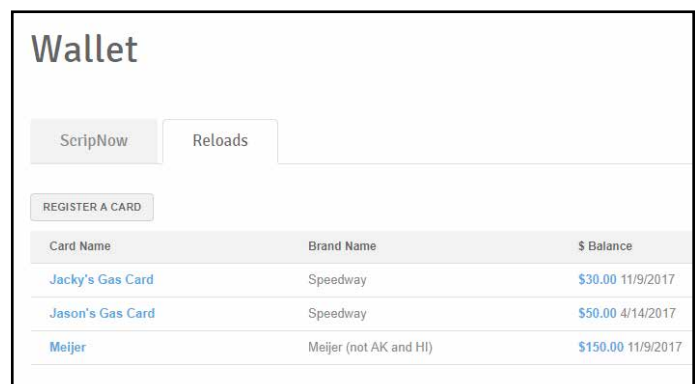 Wallet
ScripNow Reloads
REGISTER A CARD
Card Name Brand Name $ Balance
Jacky's Gas Card Speedway $30.00 11/9/2017
Jason's Gas Card Speedway $50.00 4/14/2017
Meijer Meijer (not AK and HI) $150.00 11/9/2017